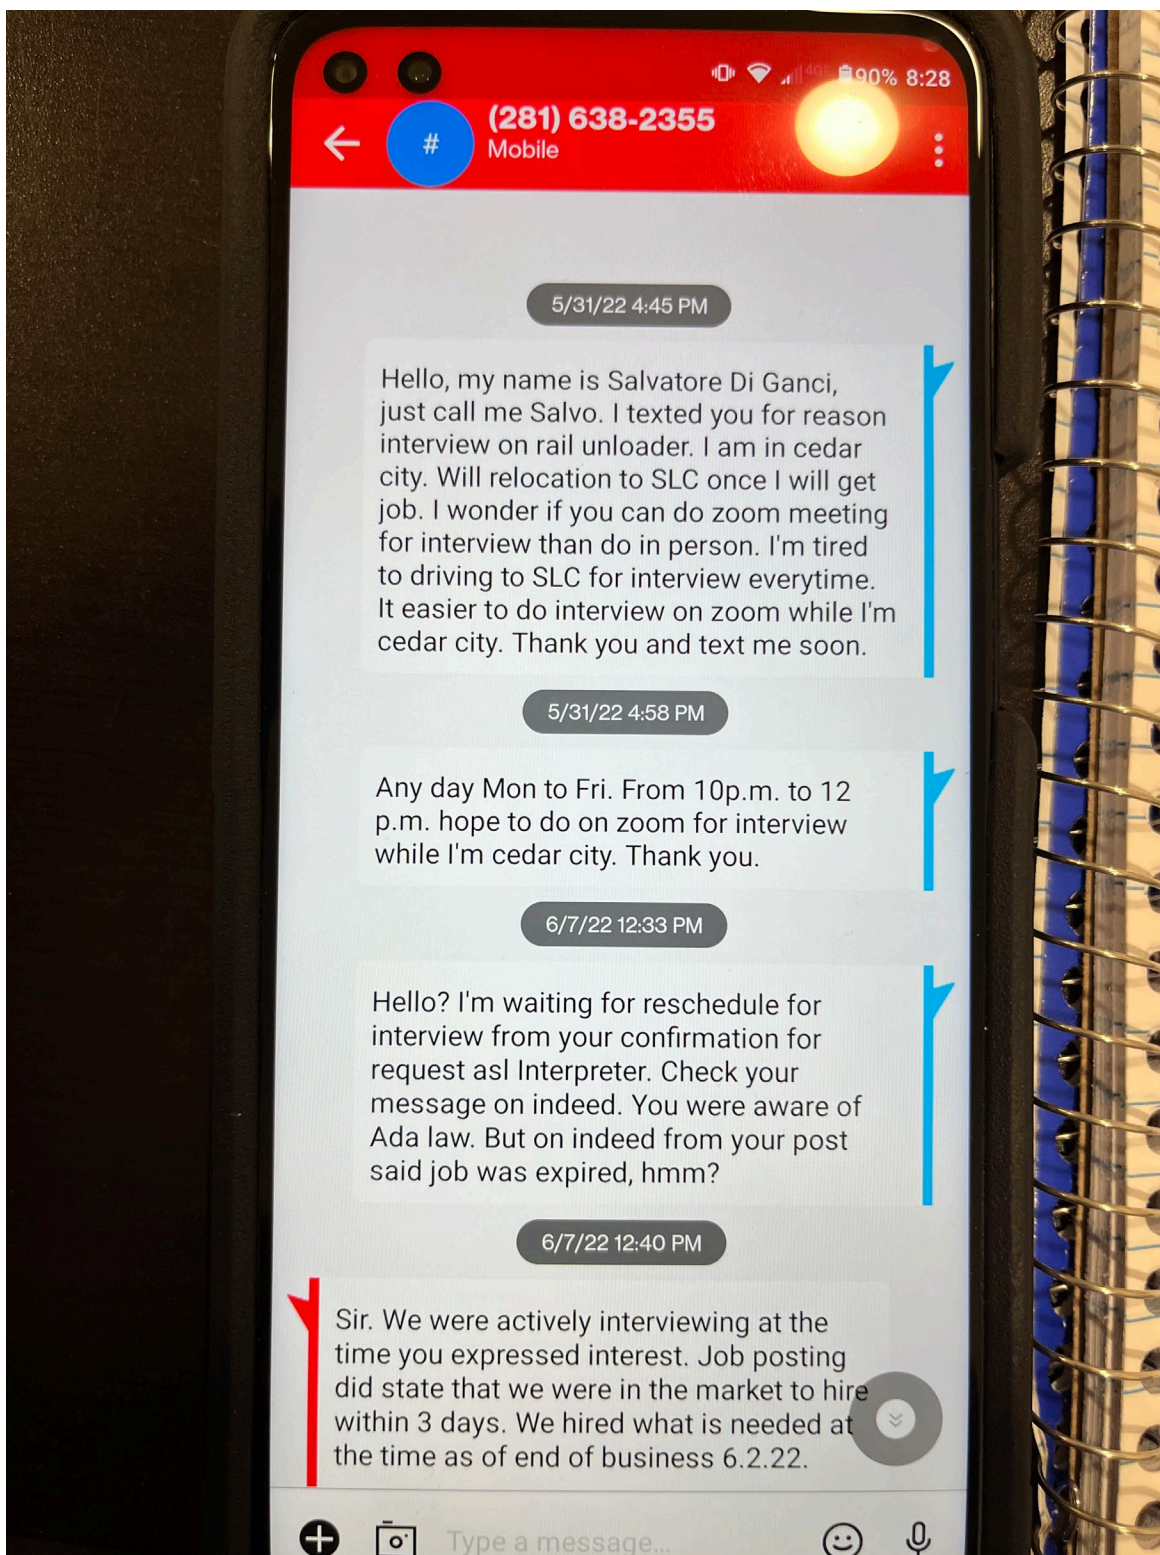 4G 90% 8:28
(281) 638-2355
#
Mobile
5/31/22 4:45 PM
Hello, my name is Salvatore Di Ganci,
just call me Salvo. I texted you for reason
interview on rail unloader. I am in cedar
city. Will relocation to SLC once I will get
job. I wonder if you can do zoom meeting
for interview than do in person. I'm tired
to driving to SLC for interview everytime.
It easier to do interview on zoom while I'm
cedar city. Thank you and text me soon.
5/31/22 4:58 PM
Any day Mon to Fri. From 10p.m. to 12
p.m. hope to do on zoom for interview
while I'm cedar city. Thank you.
6/7/22 12:33 PM
Hello? I'm waiting for reschedule for
interview from your confirmation for
request asl Interpreter. Check your
message on indeed. You were aware of
Ada law. But on indeed from your post
said job was expired, hmm?
6/7/22 12:40 PM
Sir. We were actively interviewing at the
time you expressed interest. Job posting
did state that we were in the market to hire
within 3 days. We hired what is needed at
the time as of end of business 6.2.22.
Type a message...